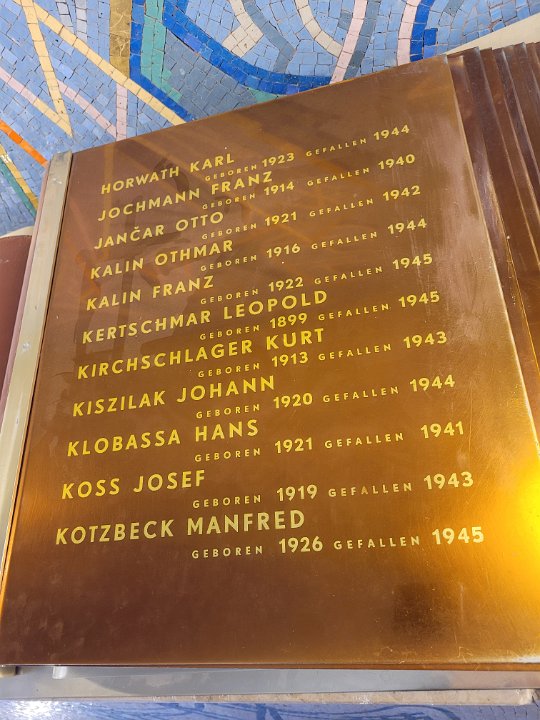 HORWATH KARL
GEBOREN 1923 GEFALLEN 1944
JOCHMANN FRANZ
GEBOREN 1914 GEFALLEN 1940
JANČAR OTTO
GEBOREN 1921 GEFALLEN 1942
KALIN OTHMAR
GEBOREN 1916 GEFALLEN 1944
KALIN FRANZ
GEBOREN 1922 GEFALLEN 1945
KERTSCHMAR LEOPOLD
GEBOREN 1899 GEFALLEN 1945
KIRCHSCHLAGER KURT
GEBOREN 1913 GEFALLEN 1943
KISZILAK JOHANN
GEBOREN 1920 GEFALLEN 1944
KLOBASSA HANS
GEBOREN 1921 GEFALLEN 1941
KOSS JOSEF
GEBOREN 1919 GEFALLEN 1943
KOTZBECK MANFRED
GEBOREN 1926 GEFALLEN 1945